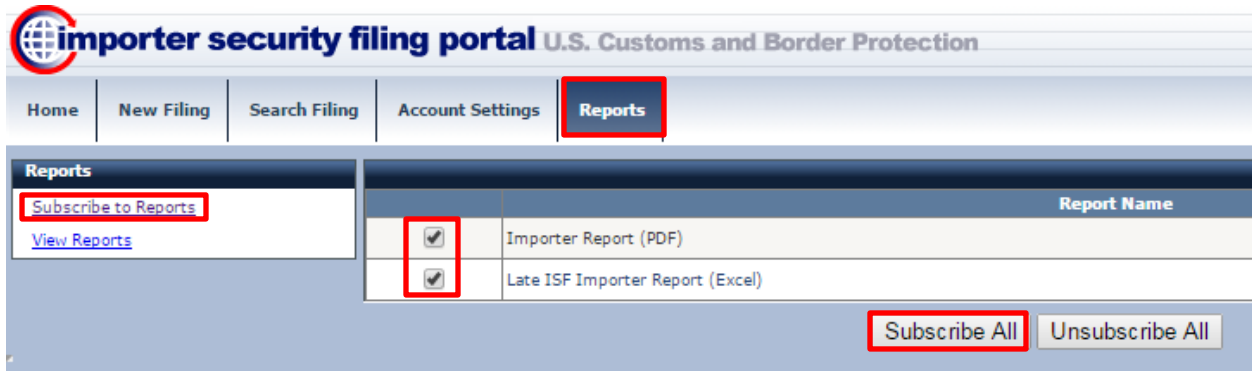 importer security filing portal U.S. Customs and Border Protection
Home New Filing Search Filing Account Settings Reports
Reports
Subscribe to Reports
View Reports
Report Name
Importer Report (PDF)
Late ISF Importer Report (Excel)
Subscribe All Unsubscribe All